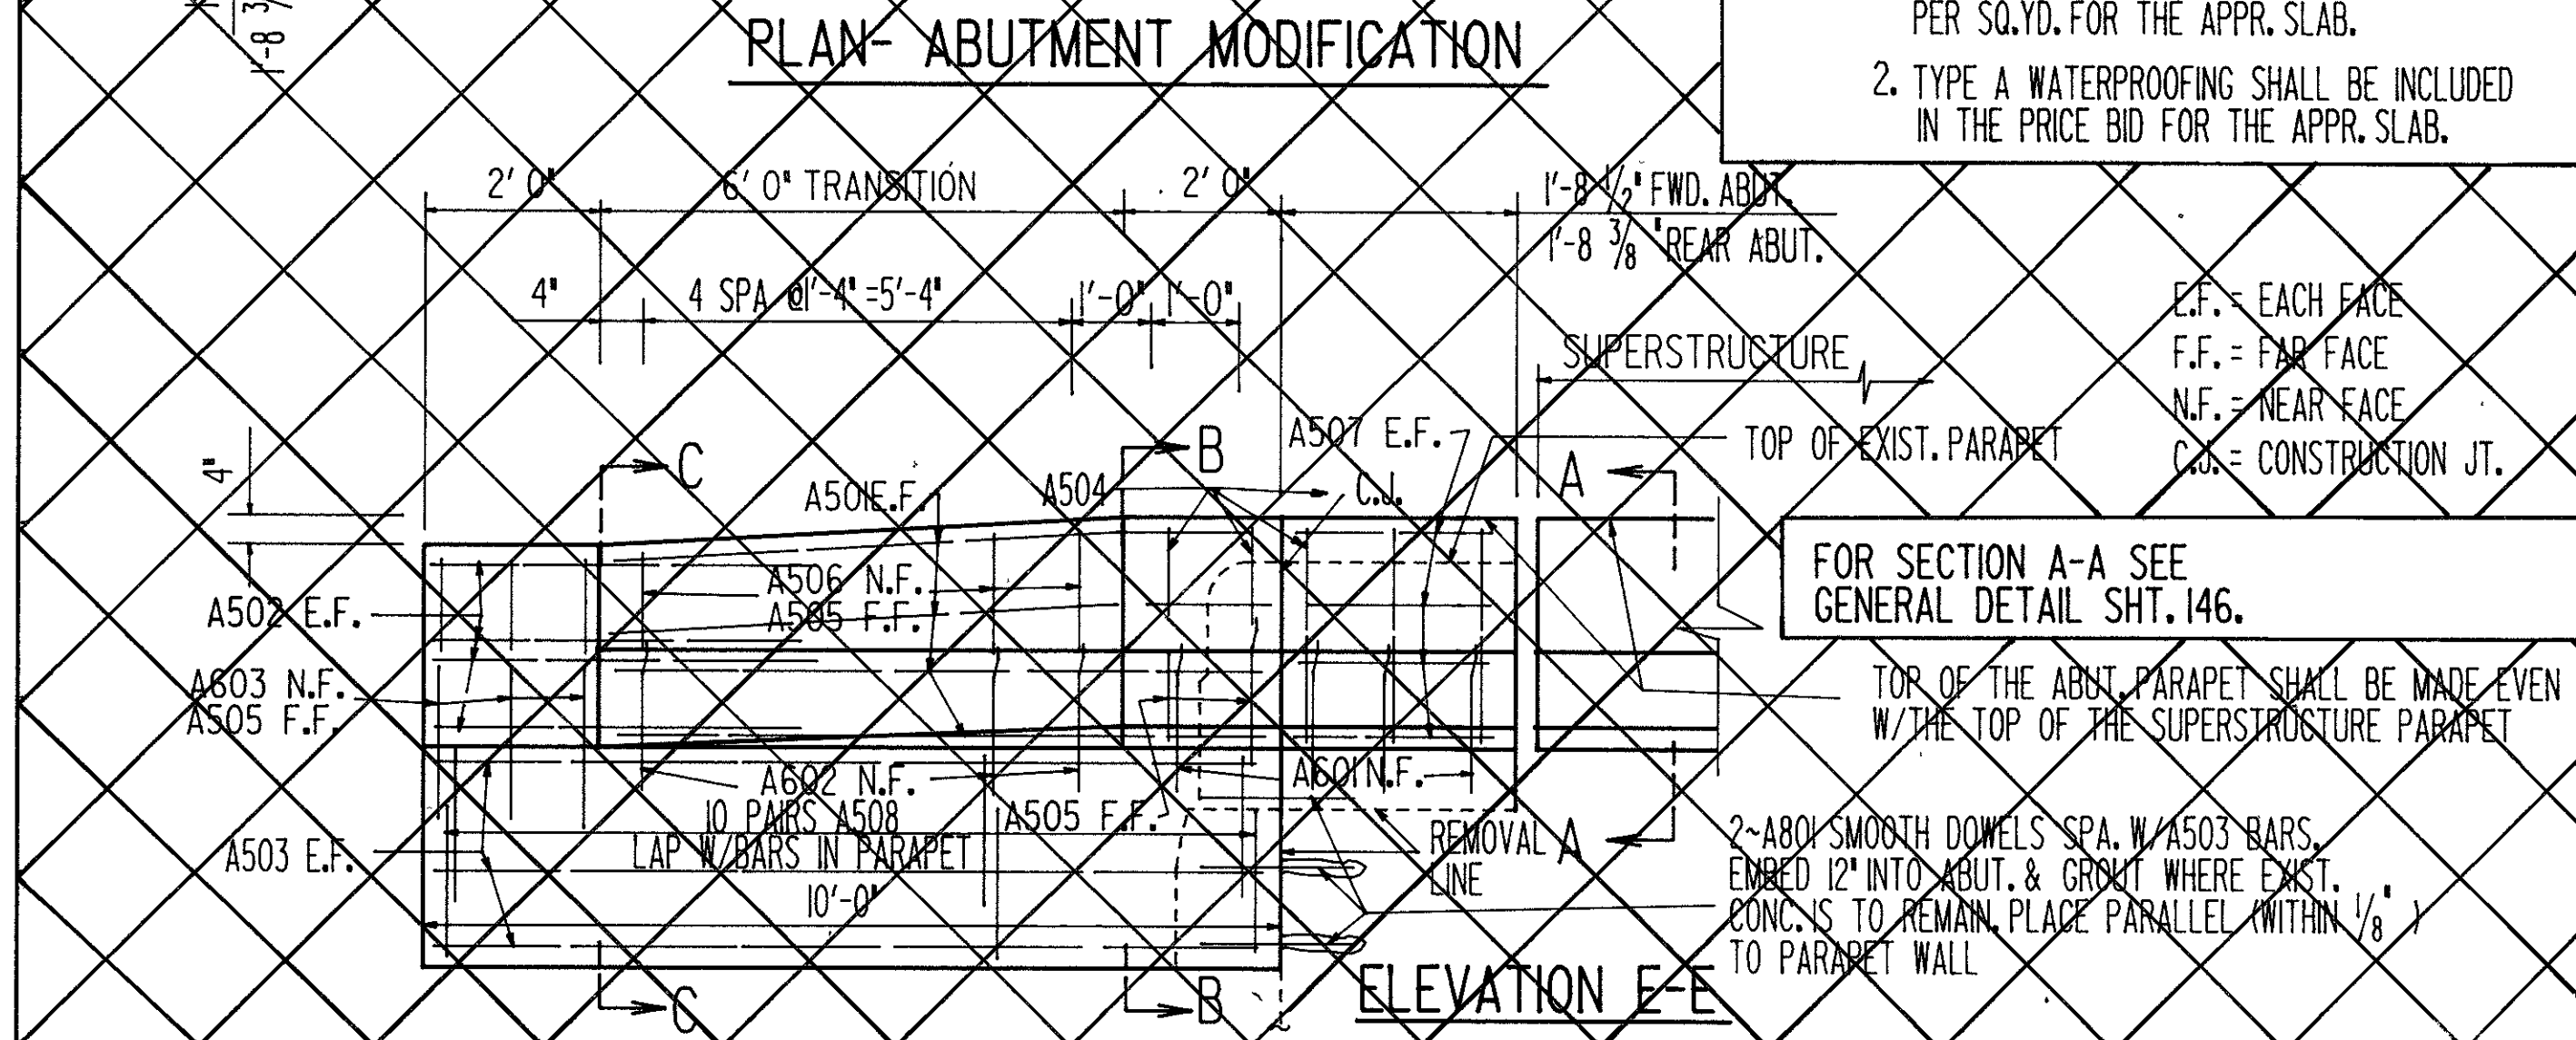 1'-8 3/
PLAN- ABUTMENT MODIFICATION
PER SQ.YD. FOR THE APPR. SLAB.
2. TYPE A WATERPROOFING SHALL BE INCLUDED
IN THE PRICE BID FOR THE APPR. SLAB.
2' 0"
6' 0" TRANSITION
2' 0"
1'-8 1/2" FWD. ABUT.
1'-8 3/8 "REAR ABUT.
4"
4 SPA @1'-4"=5'-4"
1'-0"
1'-0"
E.F. = EACH FACE
F.F. = FAR FACE
N.F. = NEAR FACE
C.J. = CONSTRUCTION JT.
SUPERSTRUCTURE
4"
C
B
A507 E.F.
TOP OF EXIST. PARAPET
A
A501E.F.
A504
C.J.
FOR SECTION A-A SEE
GENERAL DETAIL SHT. 146.
A506 N.F.
A505 F.F.
A502 E.F.
A603 N.F.
A505 F.F.
TOP OF THE ABUT. PARAPET SHALL BE MADE EVEN
W/THE TOP OF THE SUPERSTRUCTURE PARAPET
A602 N.F.
A601N.F.
10 PAIRS A508
LAP W/BARS IN PARAPET
A505 F.F.
10'-0"
A503 E.F.
REMOVAL
LINE
A
2~A801 SMOOTH DOWELS SPA. W/A503 BARS.
EMBED 12" INTO ABUT. & GROUT WHERE EXIST.
CONC. IS TO REMAIN. PLACE PARALLEL (WITHIN 1/8" )
TO PARAPET WALL
C
B
ELEVATION E-E